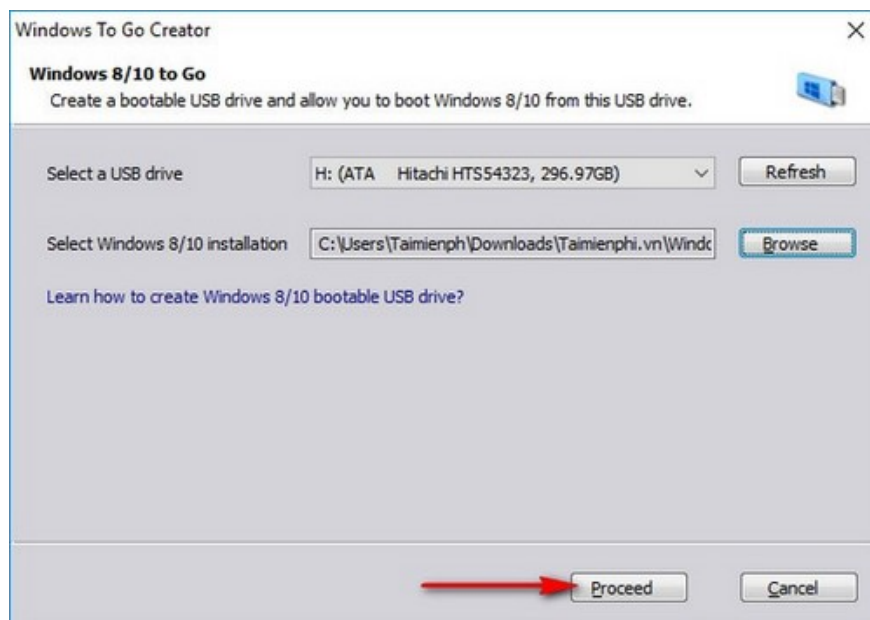 Windows To Go Creator
Windows 8/10 to Go
Create a bootable USB drive and allow you to boot Windows 8/10 from this USB drive.
Select a USB drive
H: (ATA Hitachi HTS54323, 296.97GB)
Refresh
Select Windows 8/10 installation
C:\Users\Taimienph\Downloads\Taimienphi.vn\Windo
Browse
Learn how to create Windows 8/10 bootable USB drive?
Proceed
Cancel